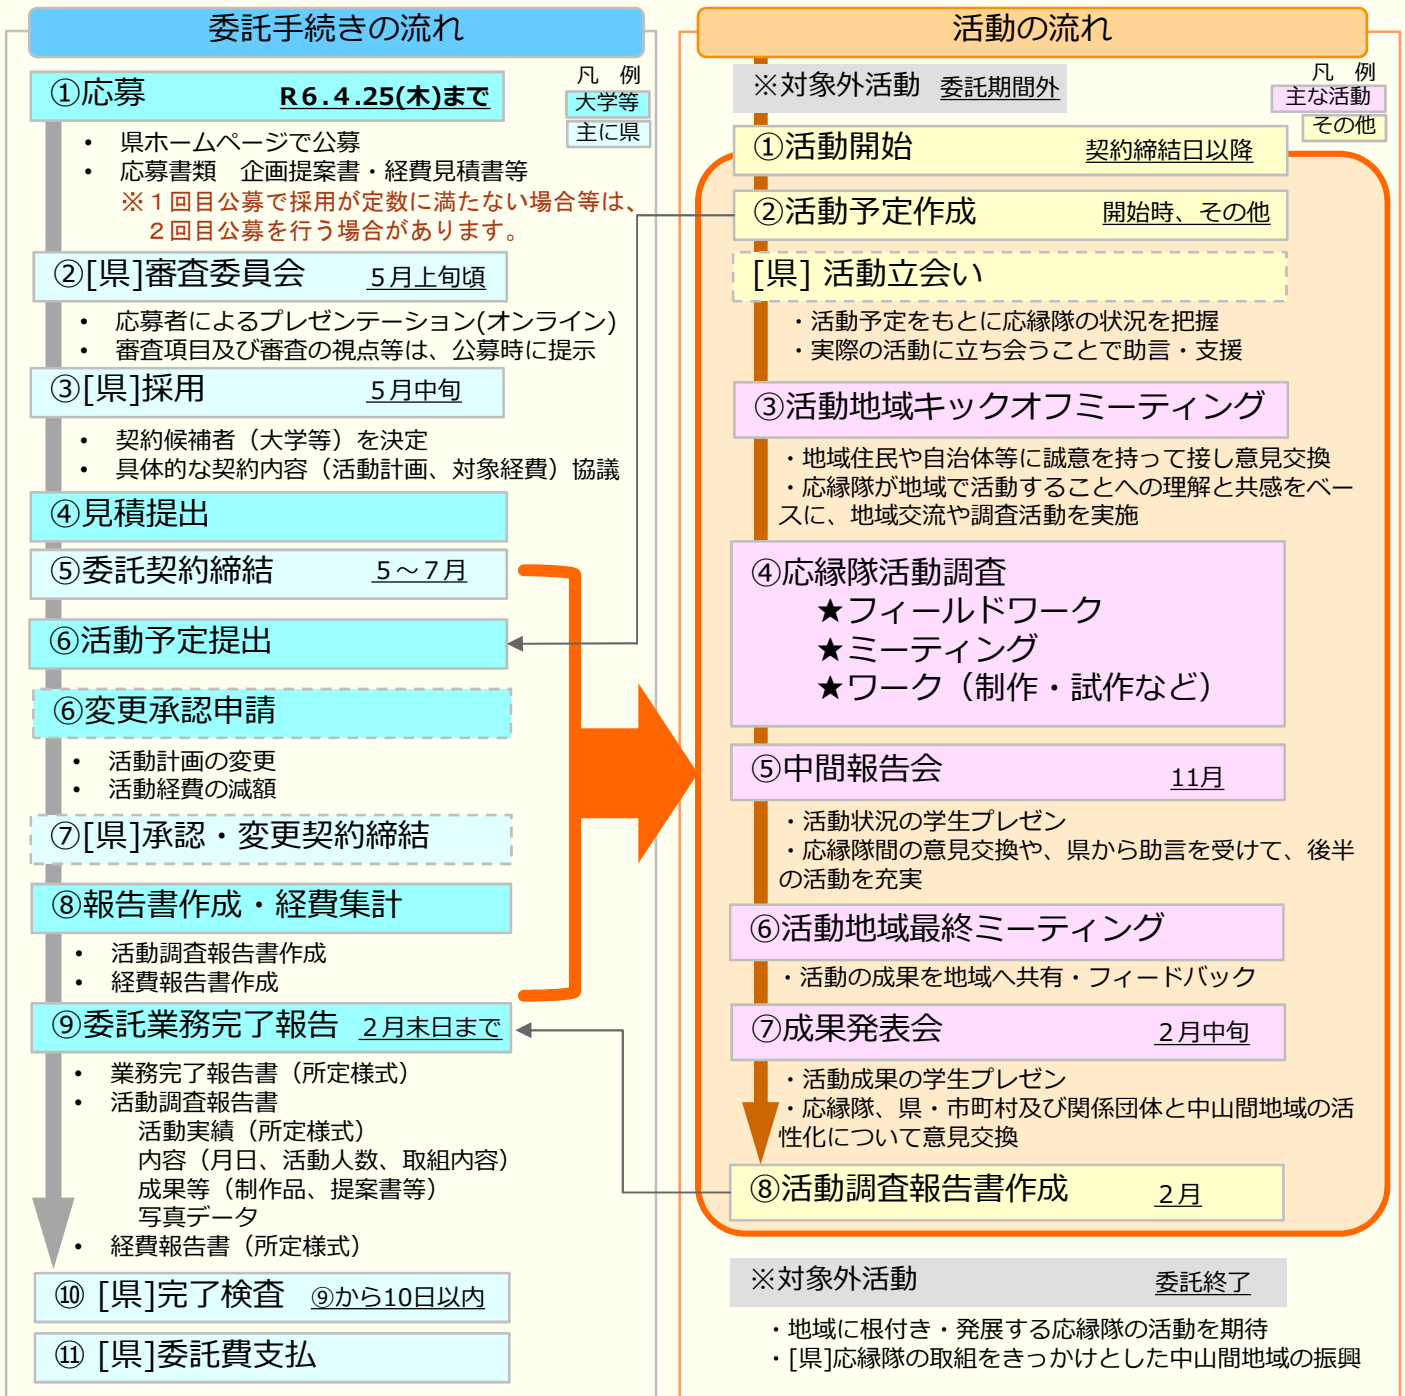 委託手続きの流れ
凡　例
大学等
主に県
①応募　R6.4.25(木)まで
• 県ホームページで公募
• 応募書類　企画提案書・経費見積書等
※１回目公募で採用が定数に満たない場合等は、
２回目公募を行う場合があります。
②[県]審査委員会　５月上旬頃
• 応募者によるプレゼンテーション(オンライン)
• 審査項目及び審査の視点等は、公募時に提示
③[県]採用　５月中旬
• 契約候補者（大学等）を決定
• 具体的な契約内容（活動計画、対象経費）協議
④見積提出
⑤委託契約締結　５～７月
⑥活動予定提出
⑥変更承認申請
• 活動計画の変更
• 活動経費の減額
⑦[県]承認・変更契約締結
⑧報告書作成・経費集計
• 活動調査報告書作成
• 経費報告書作成
⑨委託業務完了報告　２月末日まで
• 業務完了報告書（所定様式）
• 活動調査報告書
活動実績（所定様式）
内容（月日、活動人数、取組内容）
成果等（制作品、提案書等）
写真データ
• 経費報告書（所定様式）
⑩ [県]完了検査　⑨から10日以内
⑪ [県]委託費支払
活動の流れ
凡　例
主な活動
その他
※対象外活動　委託期間外
①活動開始　契約締結日以降
②活動予定作成　開始時、その他
[県] 活動立会い
・活動予定をもとに応縁隊の状況を把握
・実際の活動に立ち会うことで助言・支援
③活動地域キックオフミーティング
・地域住民や自治体等に誠意を持って接し意見交換
・応縁隊が地域で活動することへの理解と共感をベー
スに、地域交流や調査活動を実施
④応縁隊活動調査
★フィールドワーク
★ミーティング
★ワーク（制作・試作など）
⑤中間報告会　11月
・活動状況の学生プレゼン
・応縁隊間の意見交換や、県から助言を受けて、後半
の活動を充実
⑥活動地域最終ミーティング
・活動の成果を地域へ共有・フィードバック
⑦成果発表会　２月中旬
・活動成果の学生プレゼン
・応縁隊、県・市町村及び関係団体と中山間地域の活
性化について意見交換
⑧活動調査報告書作成　２月
※対象外活動　委託終了
・地域に根付き・発展する応縁隊の活動を期待
・[県]応縁隊の取組をきっかけとした中山間地域の振興